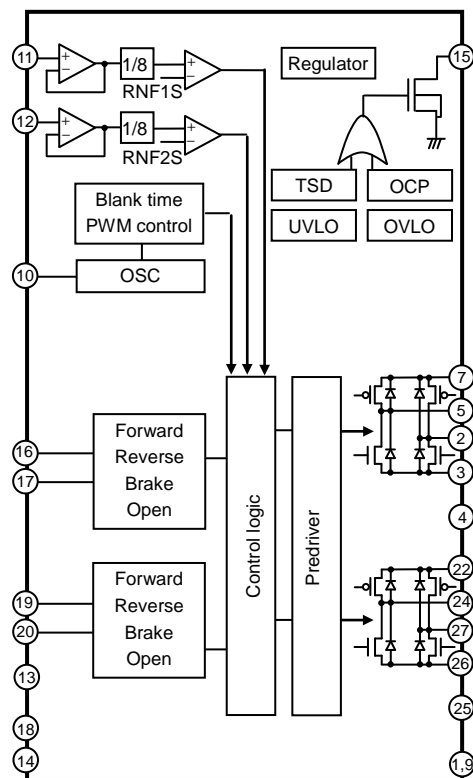 11
1/8
RNF1S
Regulator
15
12
1/8
RNF2S
TSD
OCP
UVLO
OVLO
Blank time
PWM control
10
OSC
7
5
2
3
4
16
17
Forward
Reverse
Brake
Open
Control logic
Predriver
22
24
27
26
25
19
20
Forward
Reverse
Brake
Open
13
18
14
1,9